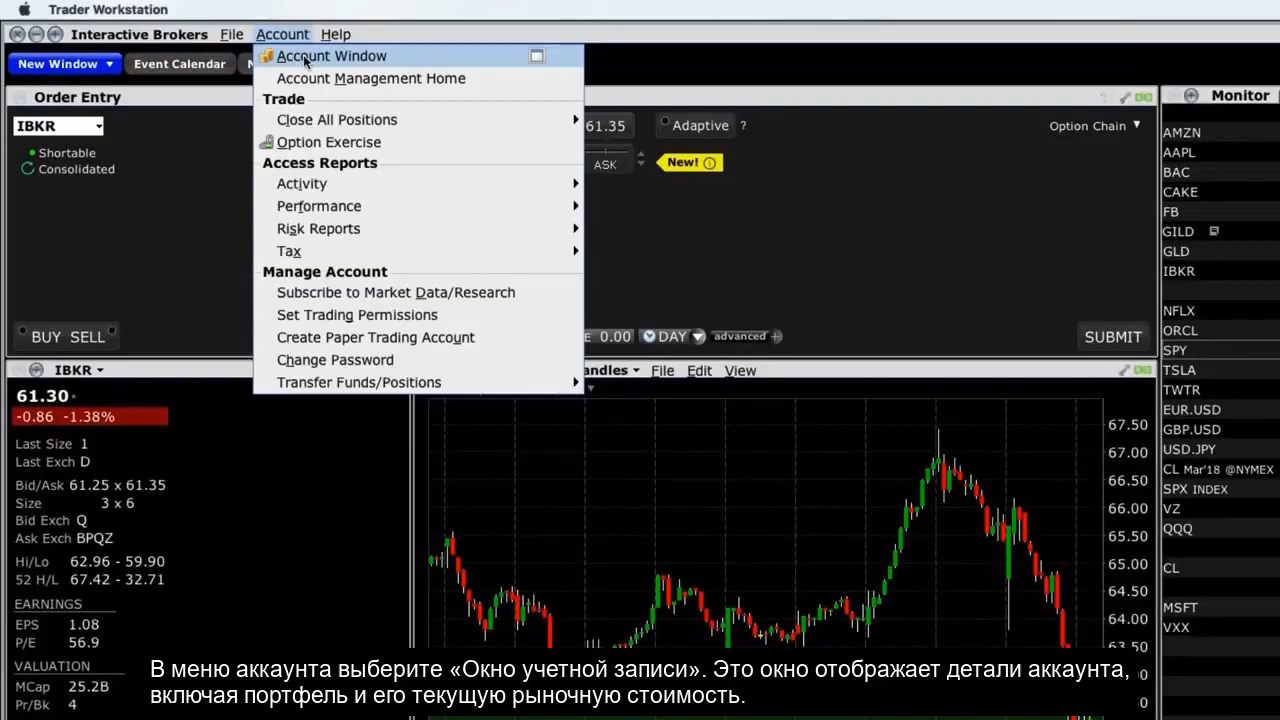 Trader Workstation
Interactive Brokers File Account Help
New Window ▾ Event Calendar
Account Window
Account Management Home
Trade
Close All Positions
Option Exercise
Access Reports
Activity
Performance
Risk Reports
Tax
Manage Account
Subscribe to Market Data/Research
Set Trading Permissions
Create Paper Trading Account
Change Password
Transfer Funds/Positions
Order Entry
IBKR
Shortable
Consolidated
61.35
ASK
Adaptive ?
New!
Option Chain ▼
BUY SELL
0.00 DAY advanced +
SUBMIT
Monitor
AMZN
AAPL
BAC
CAKE
FB
GILD
GLD
IBKR
NFLX
ORCL
SPY
TSLA
TWTR
EUR.USD
GBP.USD
USD.JPY
CL Mar'18 @NYMEX
SPX INDEX
VZ
QQQ
CL
MSFT
VXX
IBKR
61.30
-0.86 -1.38%
Last Size 1
Last Exch D
Bid/Ask 61.25 x 61.35
Size 3 x 6
Bid Exch Q
Ask Exch BPQZ
Hi/Lo 62.96 - 59.90
52 H/L 67.42 - 32.71
EARNINGS
EPS 1.08
P/E 56.9
VALUATION
MCap 25.2B
Pr/Bk 4
andles File Edit View
67.50
67.00
66.50
66.00
65.50
65.00
64.50
64.00
63.50
В меню аккаунта выберите «Окно учетной записи». Это окно отображает детали аккаунта,
включая портфель и его текущую рыночную стоимость.